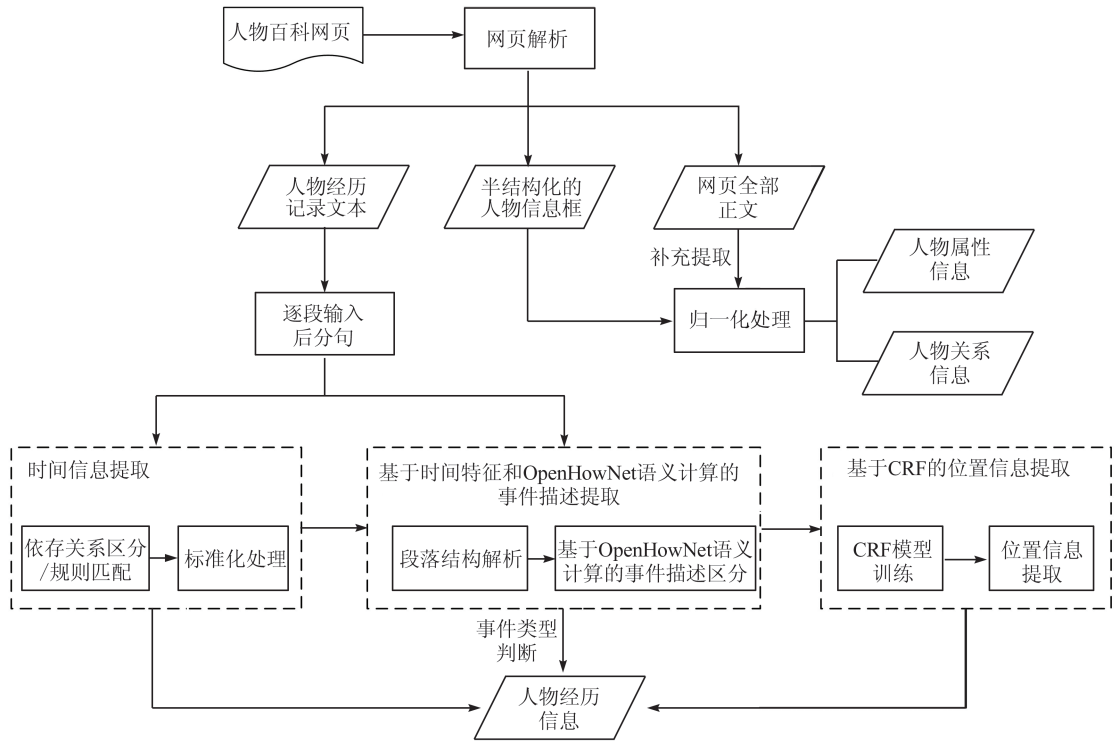 人物百科网页
网页解析
人物经历
记录文本
半结构化的
人物信息框
网页全部
正文
补充提取
人物属性
信息
逐段输入
后分句
归一化处理
人物关系
信息
时间信息提取
依存关系区分
/规则匹配
标准化处理
基于时间特征和OpenHowNet语义计算的
事件描述提取
段落结构解析
基于OpenHowNet语义
计算的事件描述区分
基于CRF的位置信息提取
CRF模型
训练
位置信息
提取
事件类型
判断
人物经历
信息